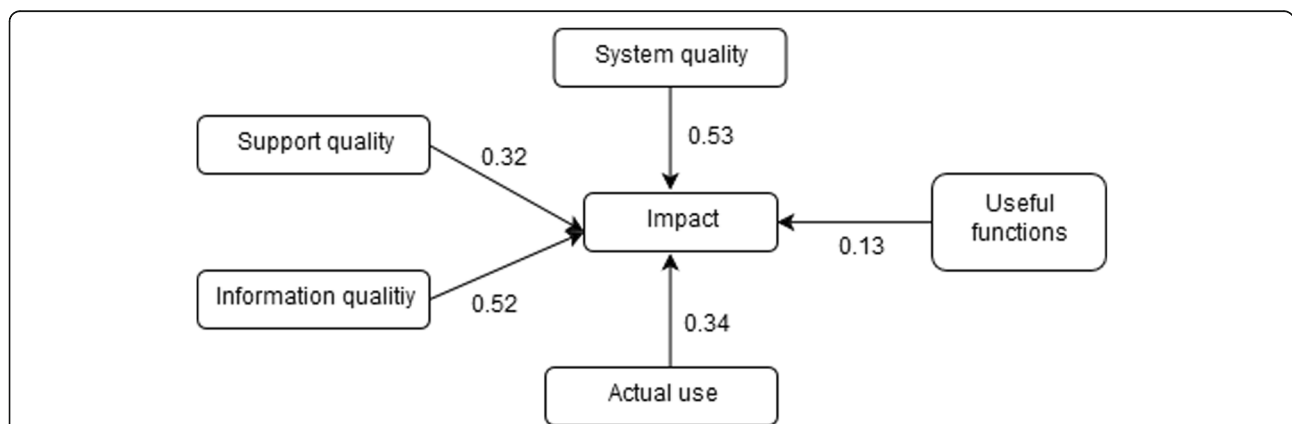 System quality
0.53
Support quality
0.32
Impact
Useful
functions
0.13
Information qualitiy
0.52
0.34
Actual use